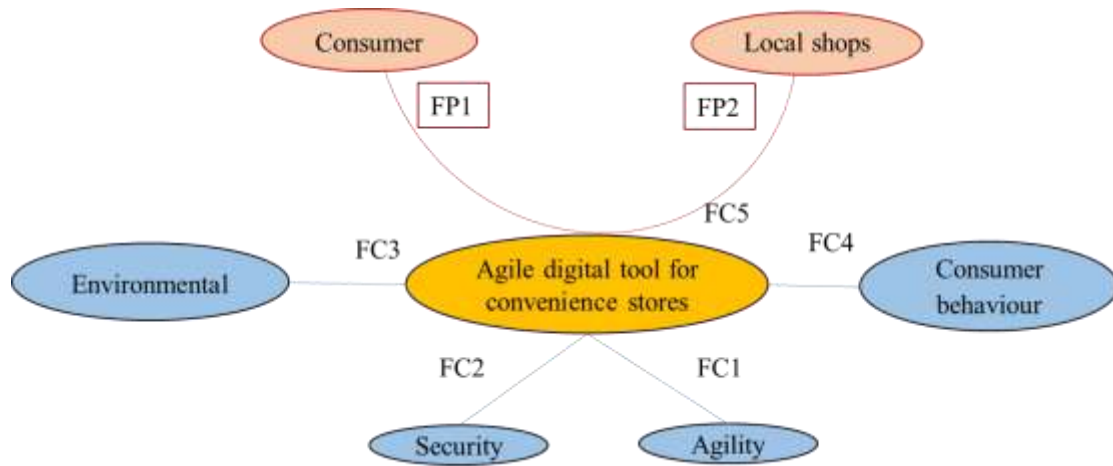 Consumer
Local shops
FP1
FP2
FC5
FC3
FC4
Environmental
Agile digital tool for
convenience stores
Consumer
behaviour
FC2
FC1
Security
Agility